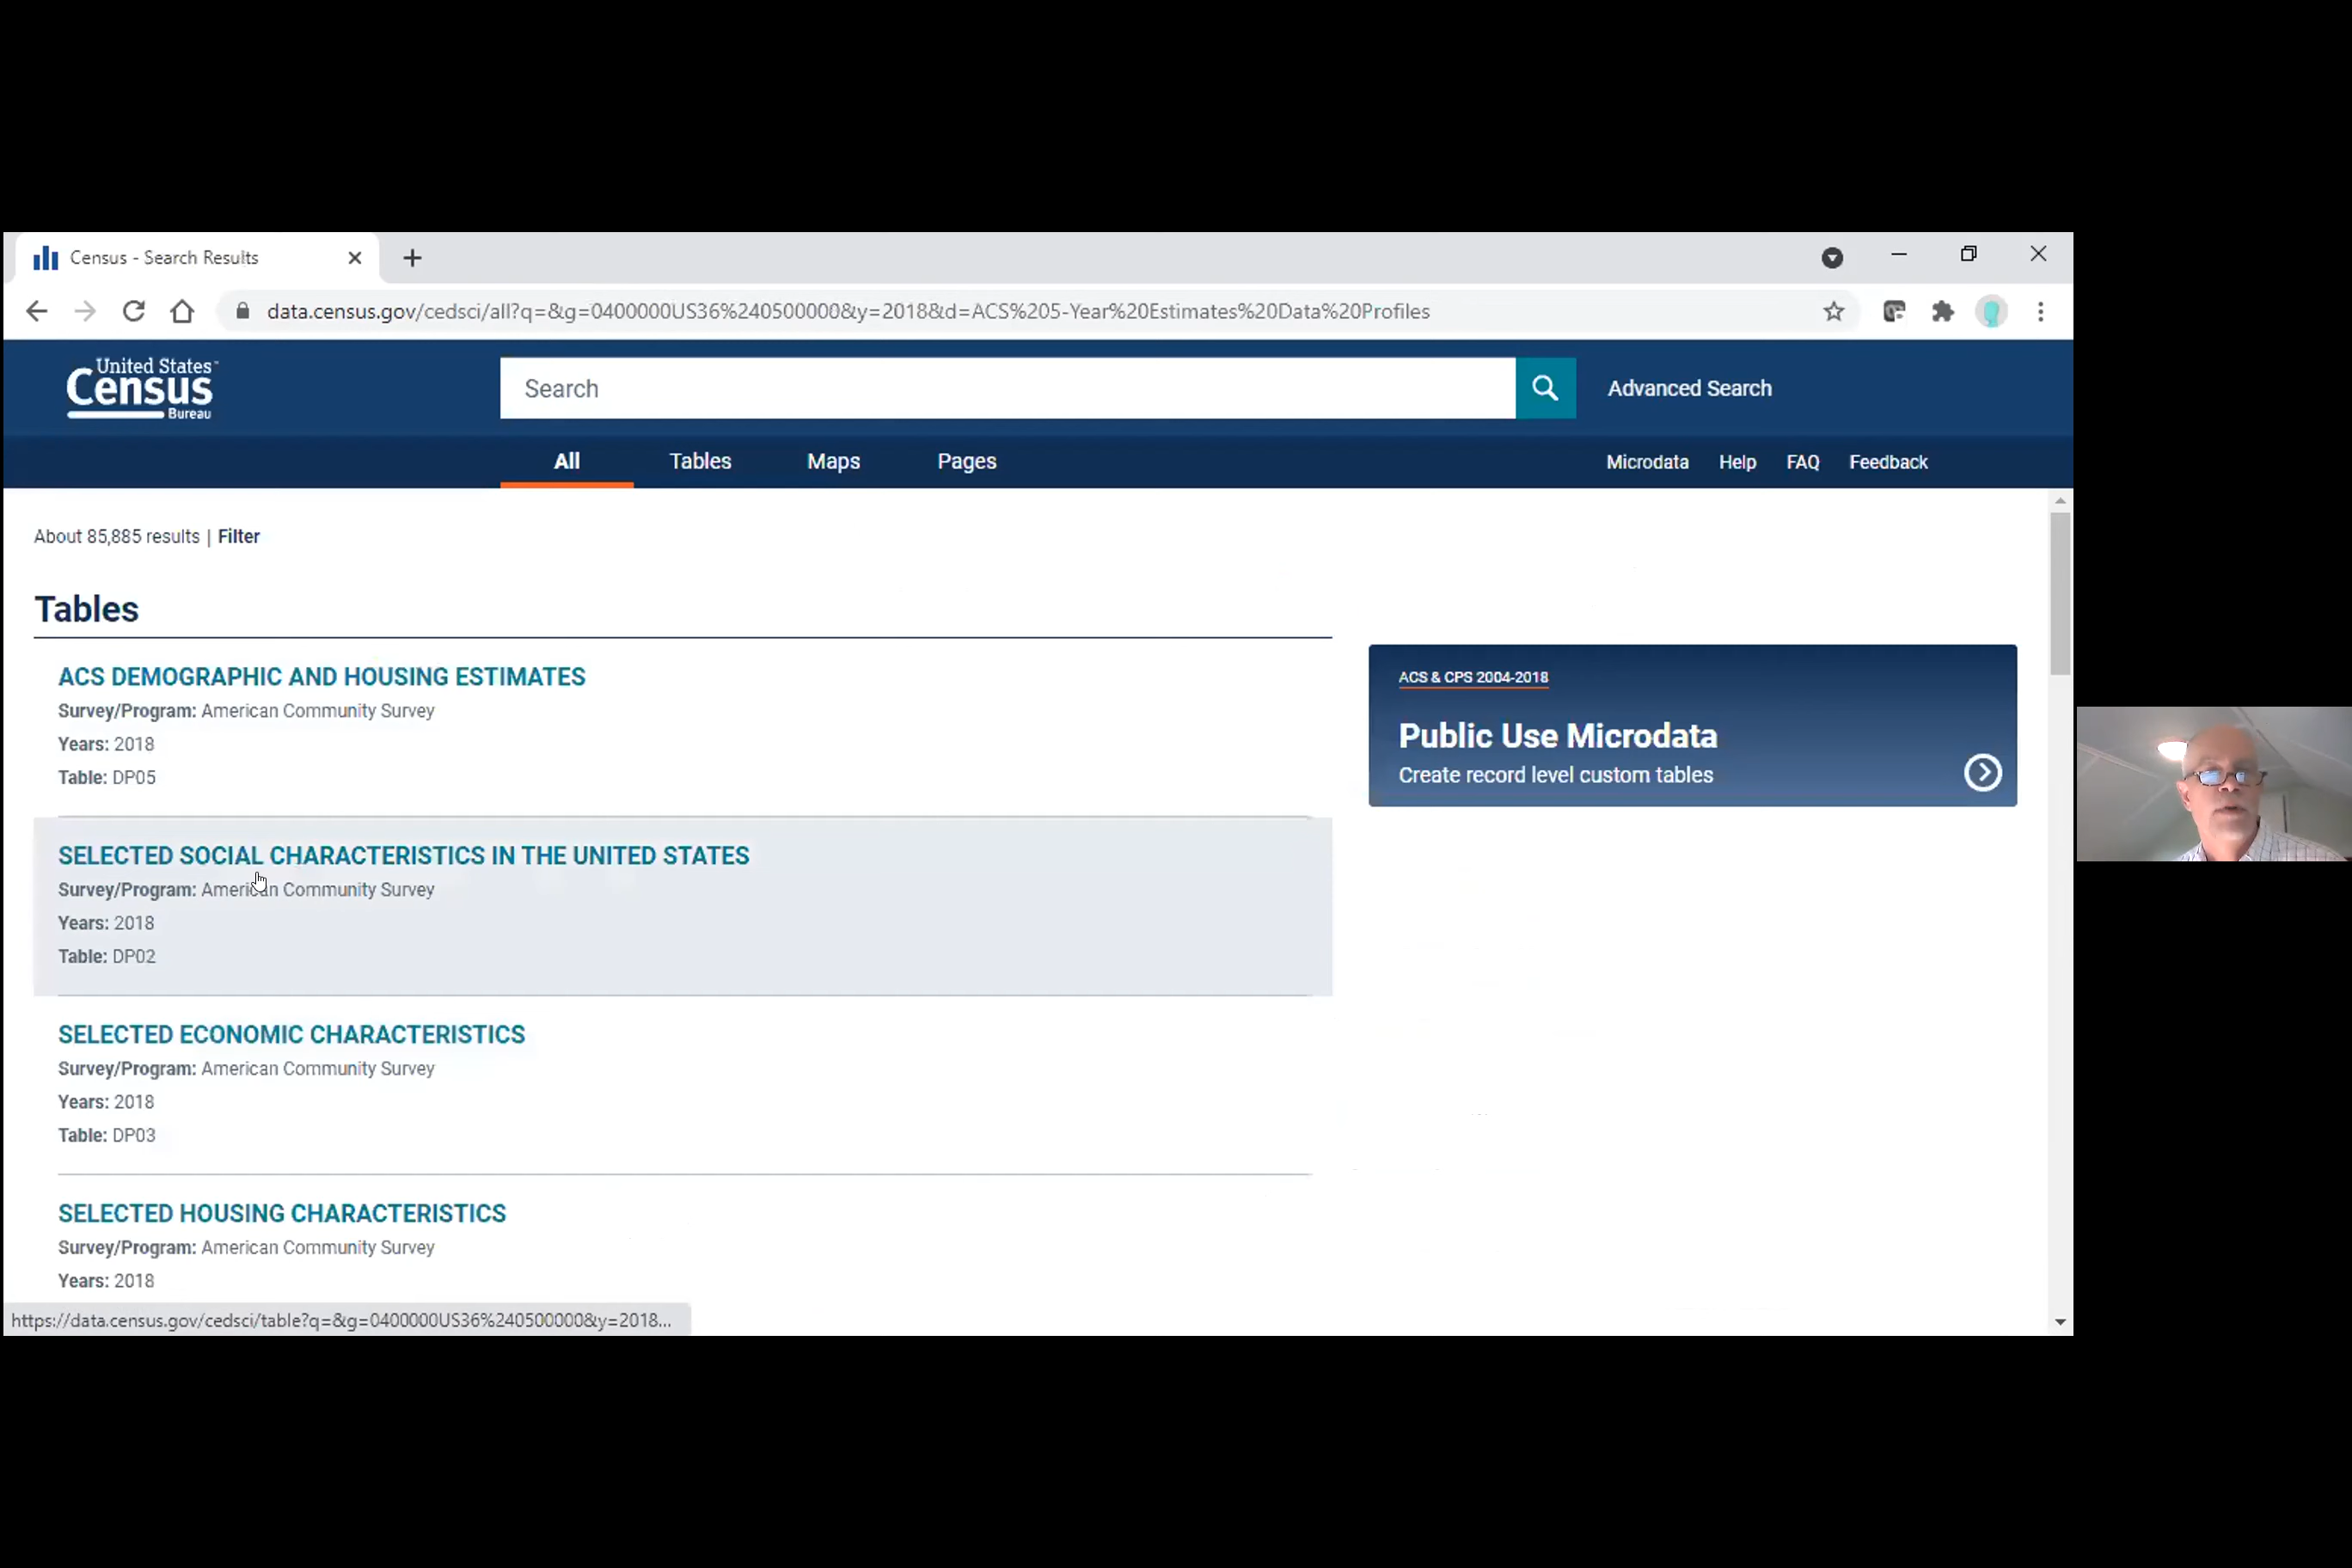 Census - Search Results
data.census.gov/cedsci/all?q=&g=0400000US36%240500000&y=2018&d=ACS%205-Year%20Estimates%20Data%20Profiles
United States™
Census
Bureau
Search
Advanced Search
All Tables Maps Pages
Microdata Help FAQ Feedback
About 85,885 results | Filter
Tables
ACS DEMOGRAPHIC AND HOUSING ESTIMATES
Survey/Program: American Community Survey
Years: 2018
Table: DP05
SELECTED SOCIAL CHARACTERISTICS IN THE UNITED STATES
Survey/Program: American Community Survey
Years: 2018
Table: DP02
SELECTED ECONOMIC CHARACTERISTICS
Survey/Program: American Community Survey
Years: 2018
Table: DP03
SELECTED HOUSING CHARACTERISTICS
Survey/Program: American Community Survey
Years: 2018
ACS & CPS 2004-2018
Public Use Microdata
Create record level custom tables
https://data.census.gov/cedsci/table?q=&g=0400000US36%240500000&y=2018...